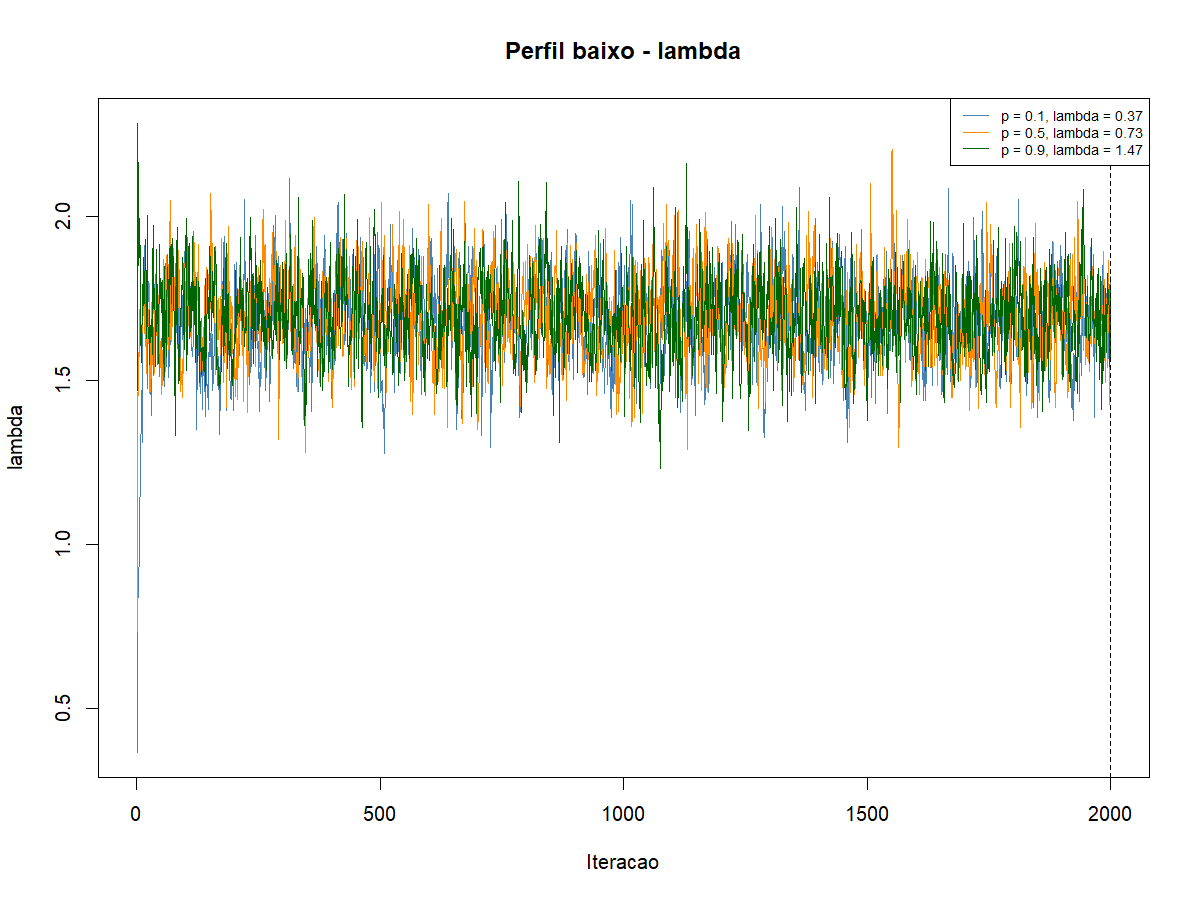 Perfil baixo - lambda
p = 0.1, lambda = 0.37
p = 0.5, lambda = 0.73
p = 0.9, lambda = 1.47
lambda
2.0
1.5
1.0
0.5
0 500 1000 1500 2000
Iteracao